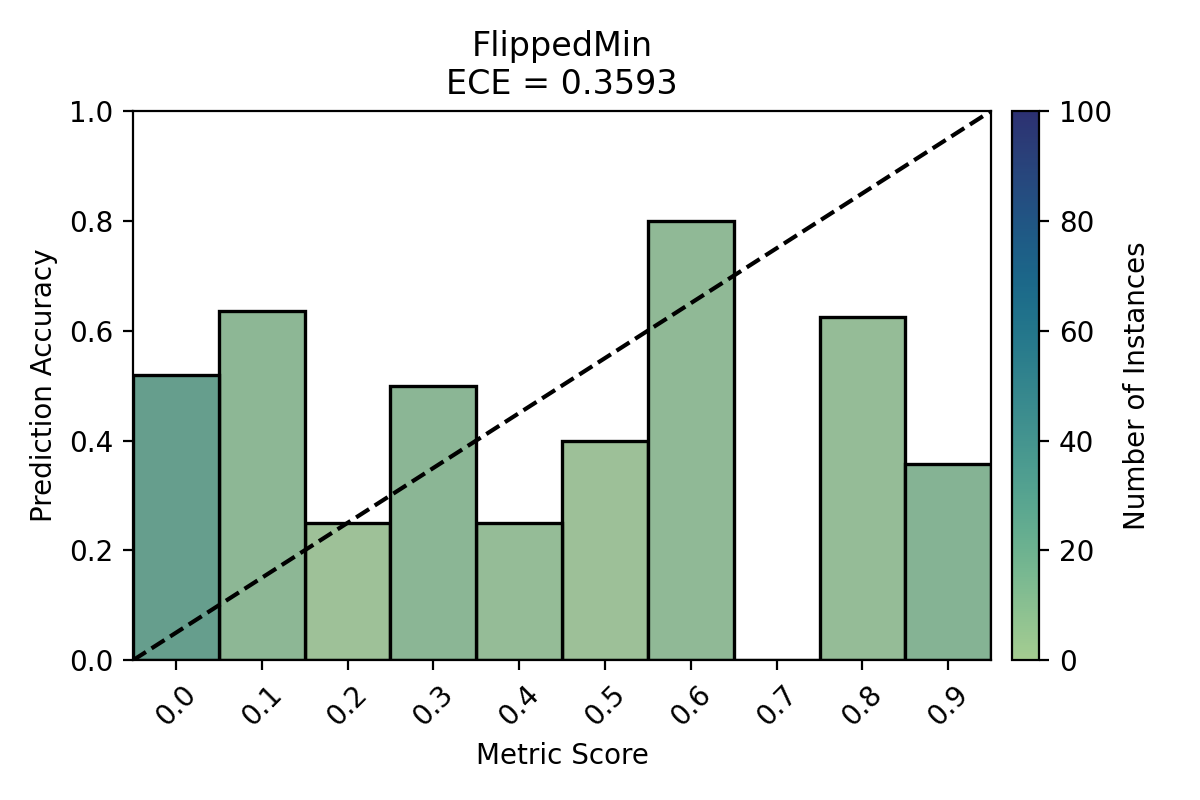 FlippedMin
ECE = 0.3593
1.0
0.8
0.6
0.4
0.2
0.0
Prediction Accuracy
0.0 0.1 0.2 0.3 0.4 0.5 0.6 0.7 0.8 0.9
Metric Score
100
80
60
40
20
0
Number of Instances